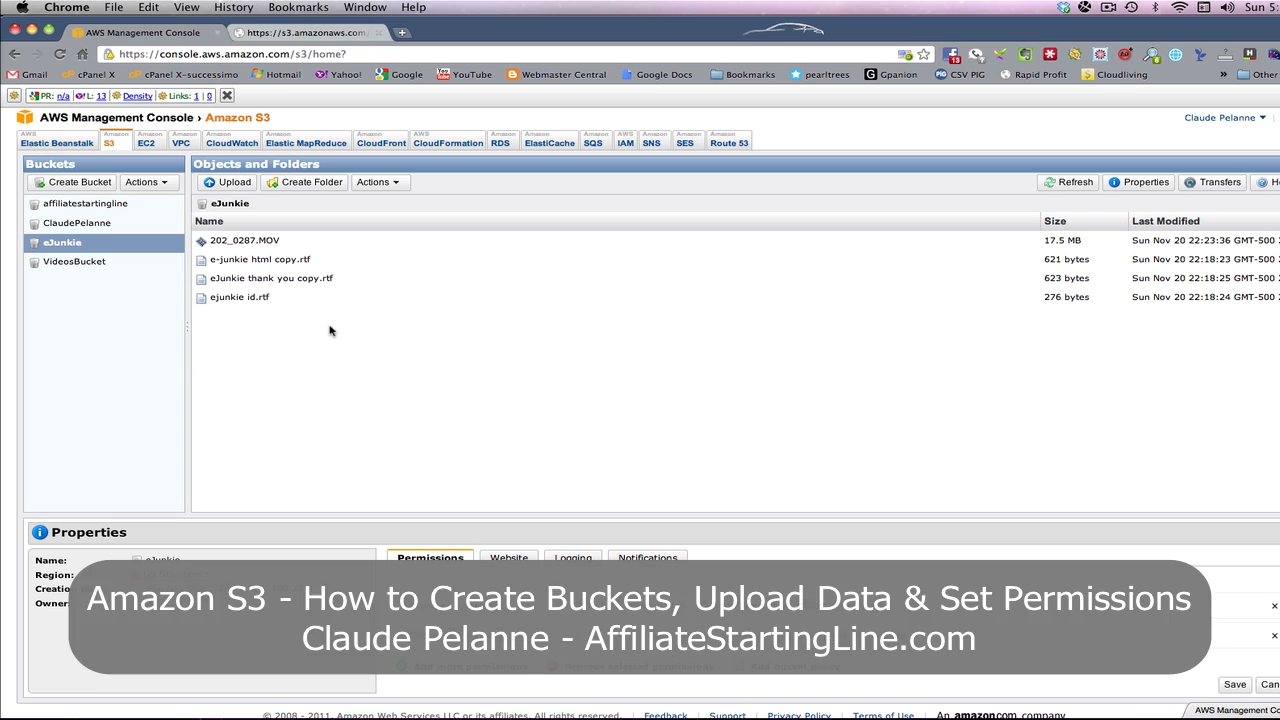 Chrome File Edit View History Bookmarks Window Help Sun 5:
AWS Management Console https://s3.amazonaws.com/
https://console.aws.amazon.com/s3/home?
Gmail cPanel X cPanel X-successimo Hotmail Yahoo! Google YouTube Webmaster Central Google Docs Bookmarks pearltrees Gpanion CSV PIG Rapid Profit Cloudliving » Other
PR: n/a L: 13 Density Links: 1 | 0
AWS Management Console › Amazon S3 Claude Pelanne
AWS Amazon Amazon Amazon Amazon Amazon Amazon AWS Amazon Amazon Amazon AWS Amazon Amazon Amazon
Elastic Beanstalk S3 EC2 VPC CloudWatch Elastic MapReduce CloudFront CloudFormation RDS ElastiCache SQS IAM SNS SES Route 53
Buckets Objects and Folders
Create Bucket Actions Upload Create Folder Actions Refresh Properties Transfers He
affiliatestartingline eJunkie
ClaudePelanne Name Size Last Modified
eJunkie 202_0287.MOV 17.5 MB Sun Nov 20 22:23:36 GMT-500
VideosBucket e-junkie html copy.rtf 621 bytes Sun Nov 20 22:18:23 GMT-500
eJunkie thank you copy.rtf 623 bytes Sun Nov 20 22:18:25 GMT-500
ejunkie id.rtf 276 bytes Sun Nov 20 22:18:24 GMT-500
Properties
Name: eJunkie Permissions Website Logging Notifications
Region:
Creation
Owner:
Amazon S3 - How to Create Buckets, Upload Data & Set Permissions
Claude Pelanne - AffiliateStartingLine.com
Save Can
© 2008 - 2011, Amazon Web Services LLC or its affiliates. All rights reserved. Feedback Support Privacy Policy Terms of Use An amazon.com company
AWS Management Co